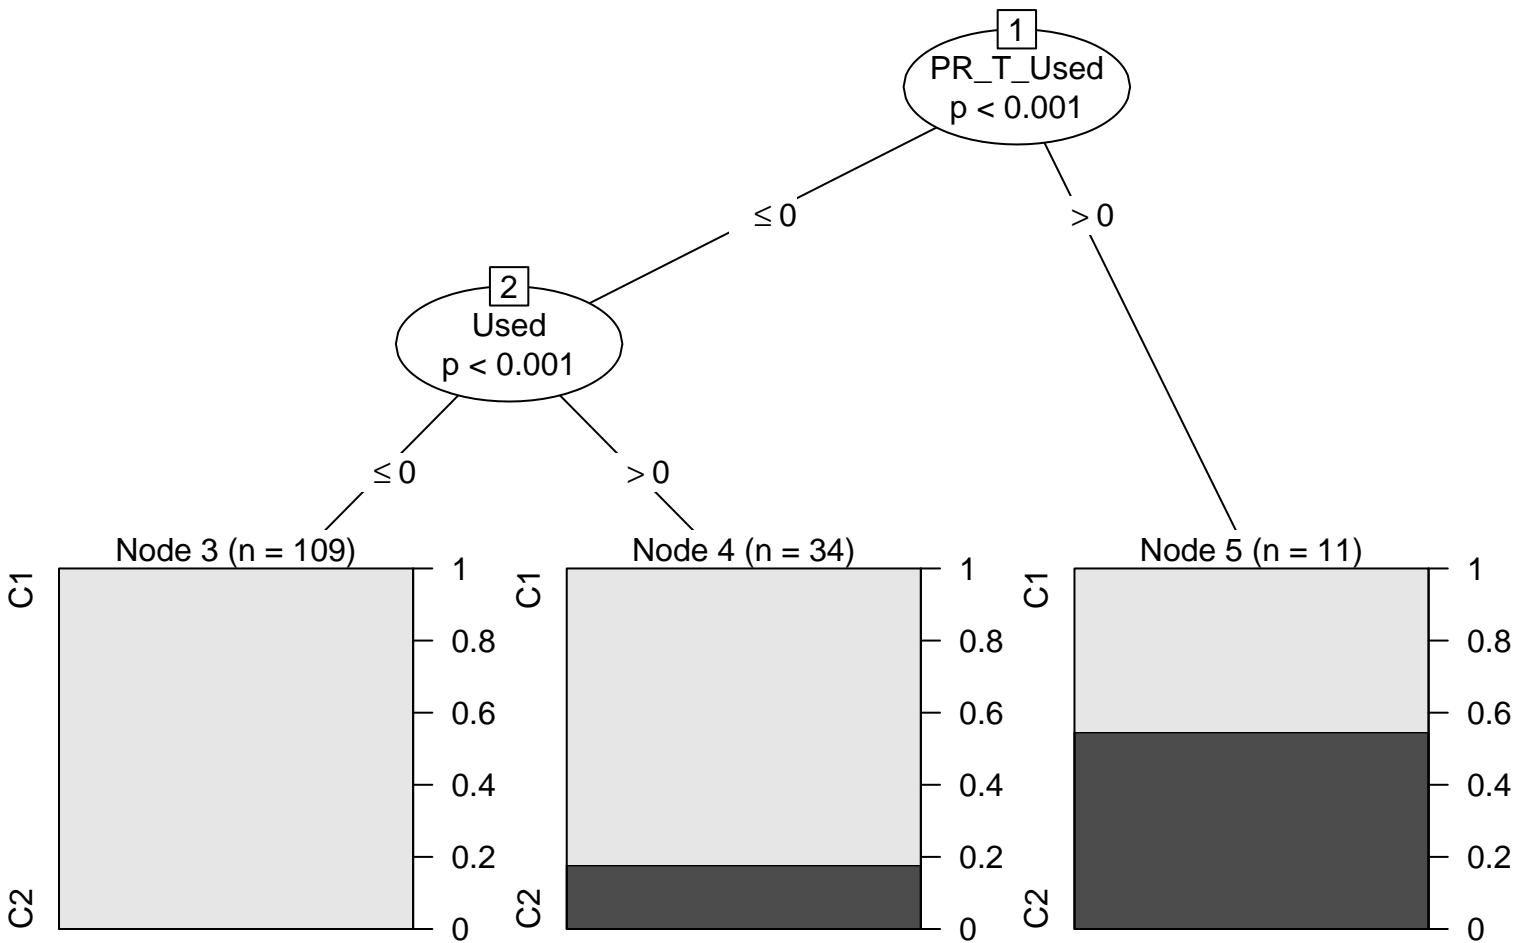 1
PR_T_Used
p < 0.001
≤ 0
> 0
2
Used
p < 0.001
≤ 0
> 0
Node 3 (n = 109)
C1
C2
1
0.8
0.6
0.4
0.2
0
Node 4 (n = 34)
C1
C2
1
0.8
0.6
0.4
0.2
0
Node 5 (n = 11)
C1
C2
1
0.8
0.6
0.4
0.2
0